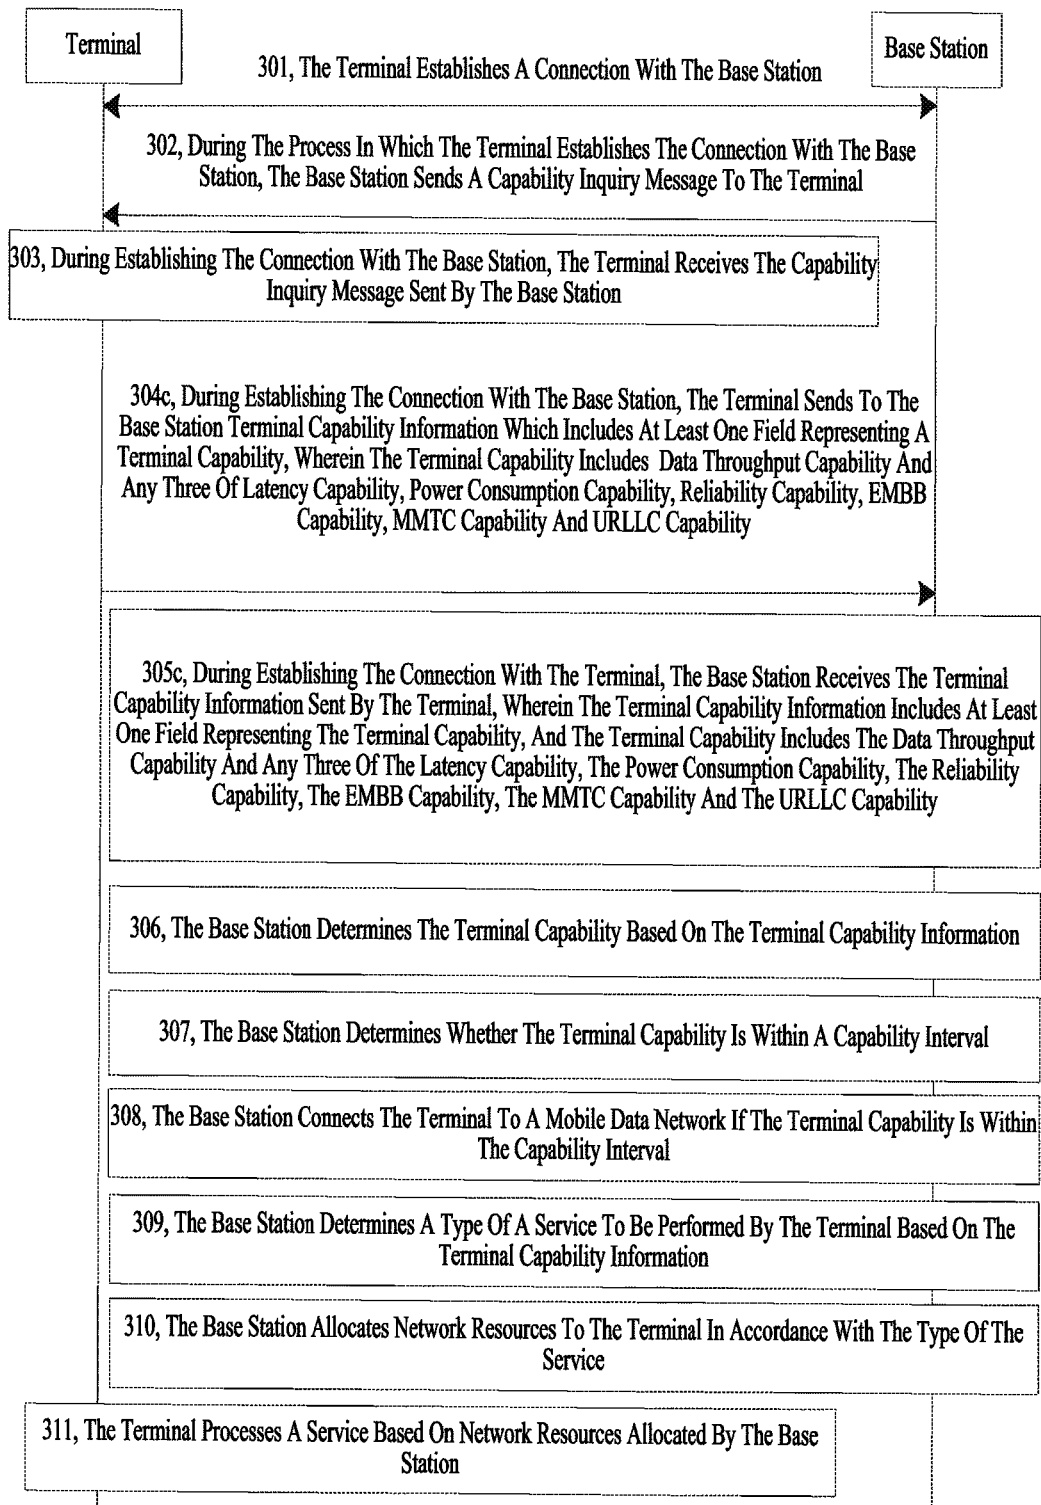 Terminal
Base Station
301, The Terminal Establishes A Connection With The Base Station
302, During The Process In Which The Terminal Establishes The Connection With The Base
Station, The Base Station Sends A Capability Inquiry Message To The Terminal
303, During Establishing The Connection With The Base Station, The Terminal Receives The Capability
Inquiry Message Sent By The Base Station
304c, During Establishing The Connection With The Base Station, The Terminal Sends To The
Base Station Terminal Capability Information Which Includes At Least One Field Representing A
Terminal Capability, Wherein The Terminal Capability Includes Data Throughput Capability And
Any Three Of Latency Capability, Power Consumption Capability, Reliability Capability, EMBB
Capability, MMTC Capability And URLLC Capability
305c, During Establishing The Connection With The Terminal, The Base Station Receives The Terminal
Capability Information Sent By The Terminal, Wherein The Terminal Capability Information Includes At Least
One Field Representing The Terminal Capability, And The Terminal Capability Includes The Data Throughput
Capability And Any Three Of The Latency Capability, The Power Consumption Capability, The Reliability
Capability, The EMBB Capability, The MMTC Capability And The URLLC Capability
306, The Base Station Determines The Terminal Capability Based On The Terminal Capability Information
307, The Base Station Determines Whether The Terminal Capability Is Within A Capability Interval
308, The Base Station Connects The Terminal To A Mobile Data Network If The Terminal Capability Is Within
The Capability Interval
309, The Base Station Determines A Type Of A Service To Be Performed By The Terminal Based On The
Terminal Capability Information
310, The Base Station Allocates Network Resources To The Terminal In Accordance With The Type Of The
Service
311, The Terminal Processes A Service Based On Network Resources Allocated By The Base
Station